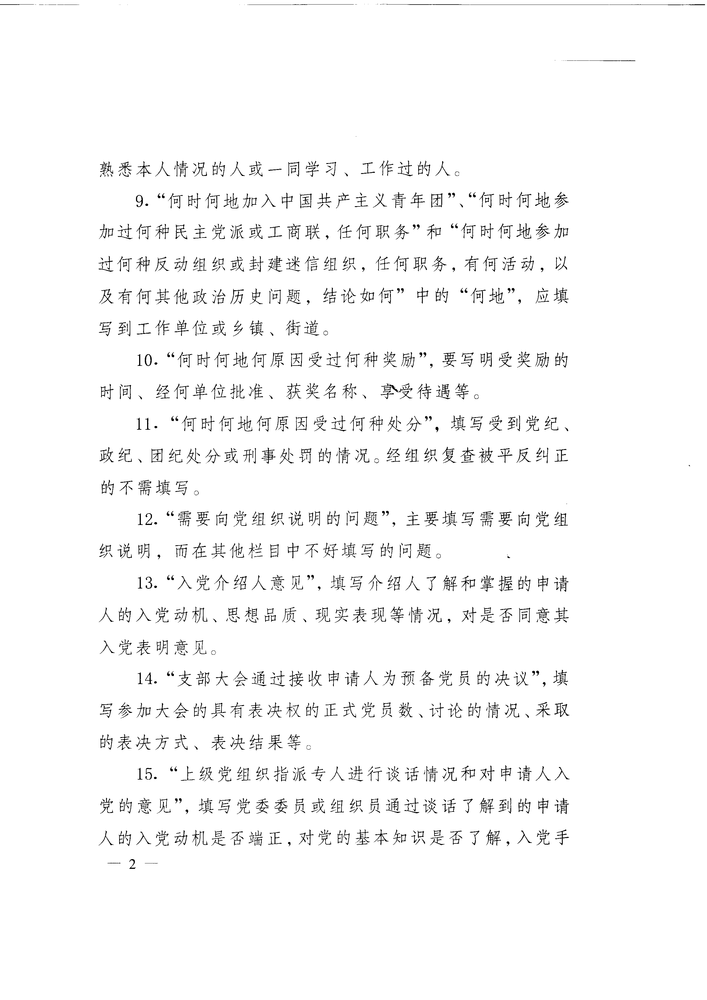 熟悉本人情况的人或一同学习、工作过的人。
9.“何时何地加入中国共产主义青年团”、“何时何地参
加过何种民主党派或工商联，任何职务”和“何时何地参加
过何种反动组织或封建迷信组织，任何职务，有何活动，以
及有何其他政治历史问题，结论如何”中的“何地”，应填
写到工作单位或乡镇、街道。
10.“何时何地何原因受过何种奖励”，要写明受奖励的
时间、经何单位批准、获奖名称、享受待遇等。
11.“何时何地何原因受过何种处分”，填写受到党纪、
政纪、团纪处分或刑事处罚的情况。经组织复查被平反纠正
的不需填写。
12.“需要向党组织说明的问题”，主要填写需要向党组
织说明，而在其他栏目中不好填写的问题。
13.“入党介绍人意见”，填写介绍人了解和掌握的申请
人的入党动机、思想品质、现实表现等情况，对是否同意其
入党表明意见。
14.“支部大会通过接收申请人为预备党员的决议”，填
写参加大会的具有表决权的正式党员数、讨论的情况、采取
的表决方式、表决结果等。
15.“上级党组织指派专人进行谈话情况和对申请人入
党的意见”，填写党委委员或组织员通过谈话了解到的申请
人的入党动机是否端正，对党的基本知识是否了解，入党手
— 2 —